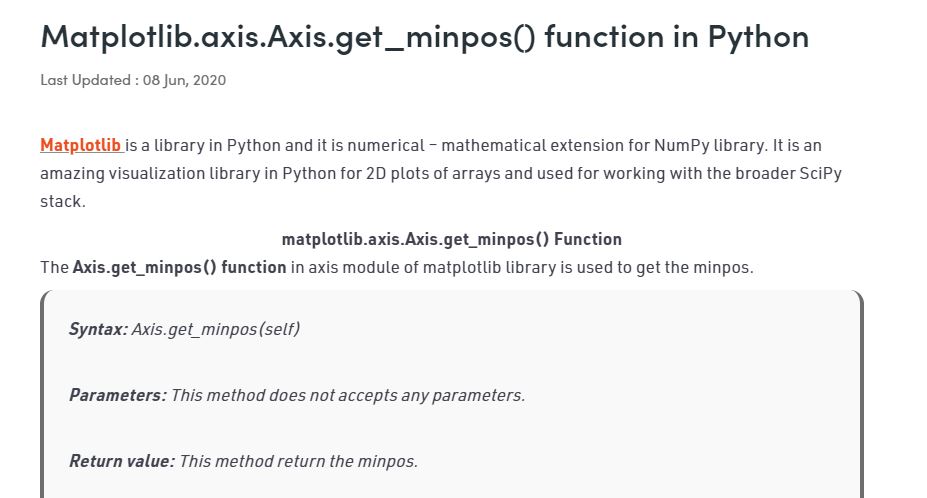 Matplotlib.axis.Axis.get_minpos() function in Python
Last Updated : 08 Jun, 2020
Matplotlib is a library in Python and it is numerical – mathematical extension for NumPy library. It is an
amazing visualization library in Python for 2D plots of arrays and used for working with the broader SciPy
stack.
matplotlib.axis.Axis.get_minpos() Function
The Axis.get_minpos() function in axis module of matplotlib library is used to get the minpos.
Syntax: Axis.get_minpos(self)
Parameters: This method does not accepts any parameters.
Return value: This method return the minpos.